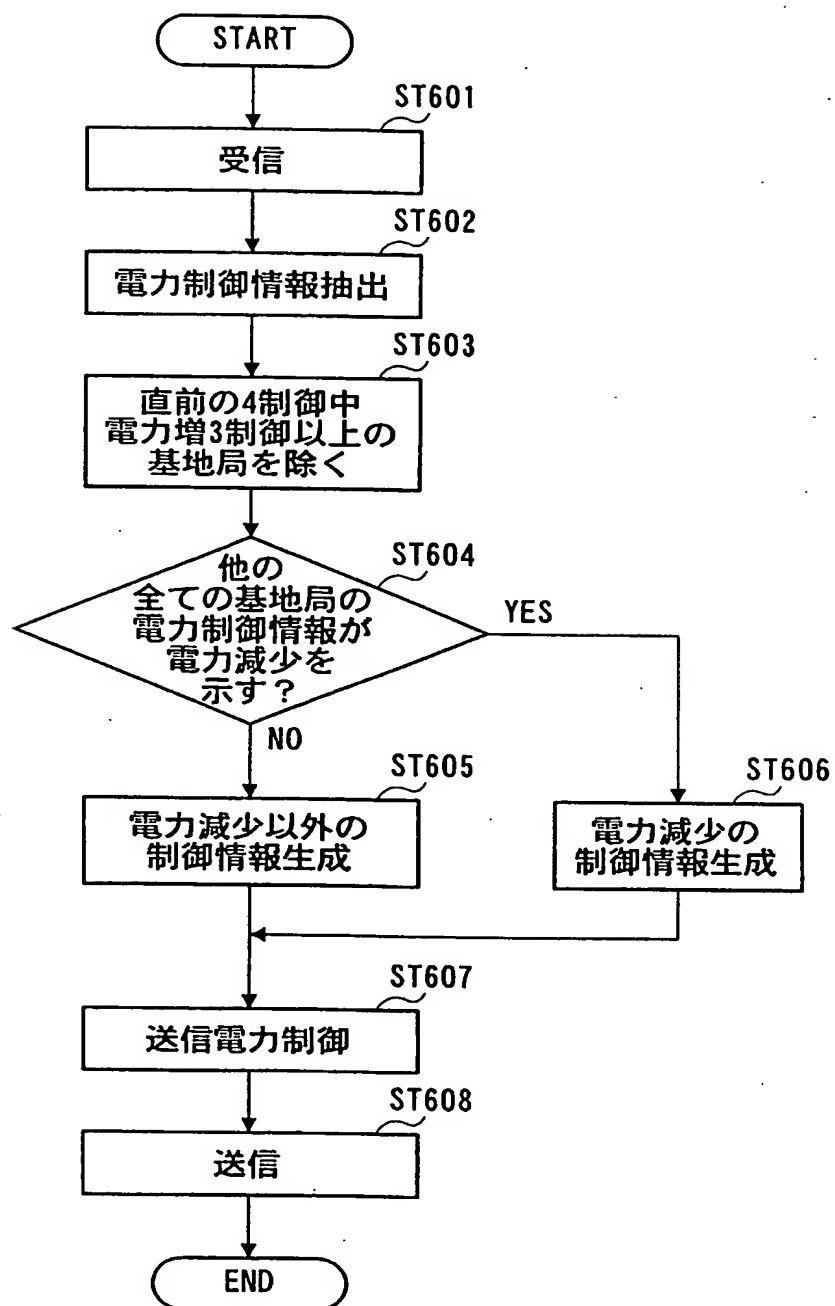 START
ST601
受信
ST602
電力制御情報抽出
ST603
直前の4制御中
電力増3制御以上の
基地局を除く
ST604
他の
全ての基地局の
電力制御情報が
電力減少を
示す?
YES
NO
ST605
電力減少以外の
制御情報生成
ST606
電力減少の
制御情報生成
ST607
送信電力制御
ST608
送信
END